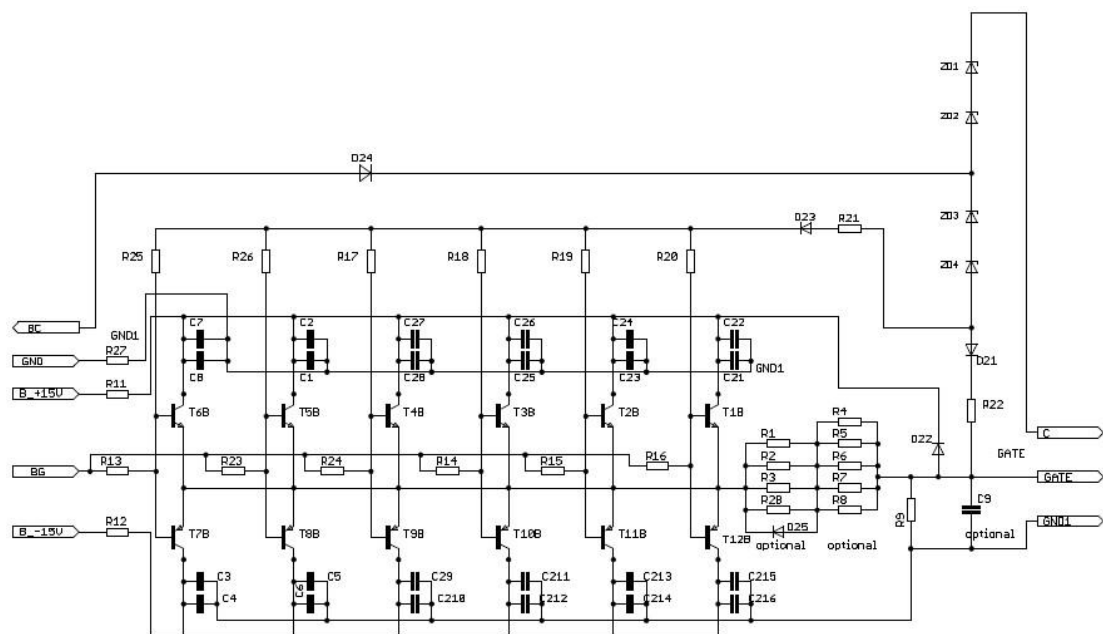 ZD1
ZD2
D24
ZD3
D23 R21
R25 R26 R17 R18 R19 R20
ZD4
BC GND1 C7 C2 C27 C26 C24 C22
GND R27 D21
C8 C1 C28 C25 C23 C21 GND1
B_+15V R11
R22
T6B T5B T4B T3B T2B T1B R4
C
R1 R5 D22
GATE
BG R13 R23 R24 R14 R15 R16 R2 R6
R3 R7 C9 GATE
R28 R8 R9
B_-15V R12 GND1
T7B T8B T9B T10B T11B T12B D25 optional
optional optional
C3 C5 C29 C211 C213 C215
C4 C6 C210 C212 C214 C216